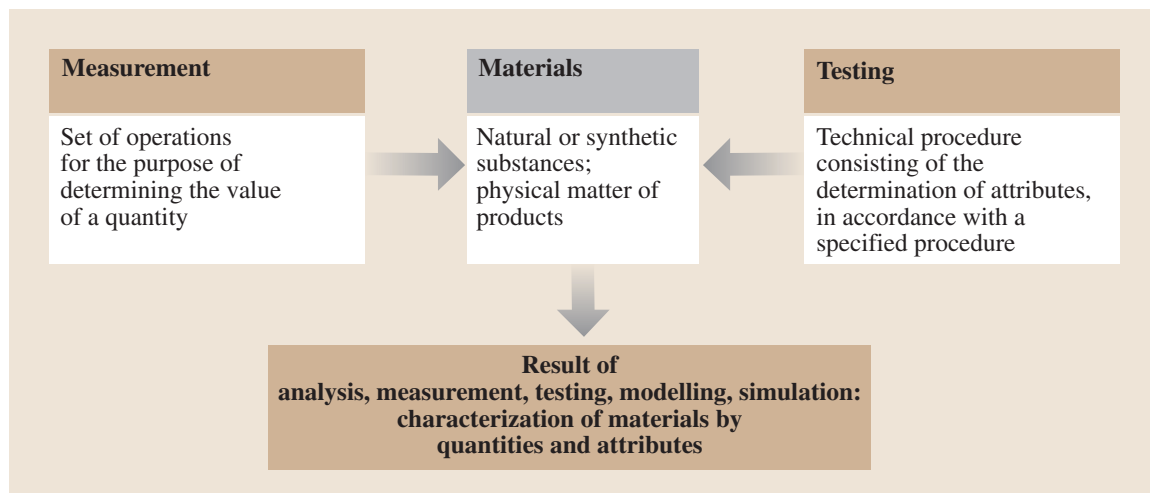 Measurement
Set of operations
for the purpose of
determining the value
of a quantity
Materials
Natural or synthetic
substances;
physical matter of
products
Testing
Technical procedure
consisting of the
determination of attributes,
in accordance with a
specified procedure
Result of
analysis, measurement, testing, modelling, simulation:
characterization of materials by
quantities and attributes